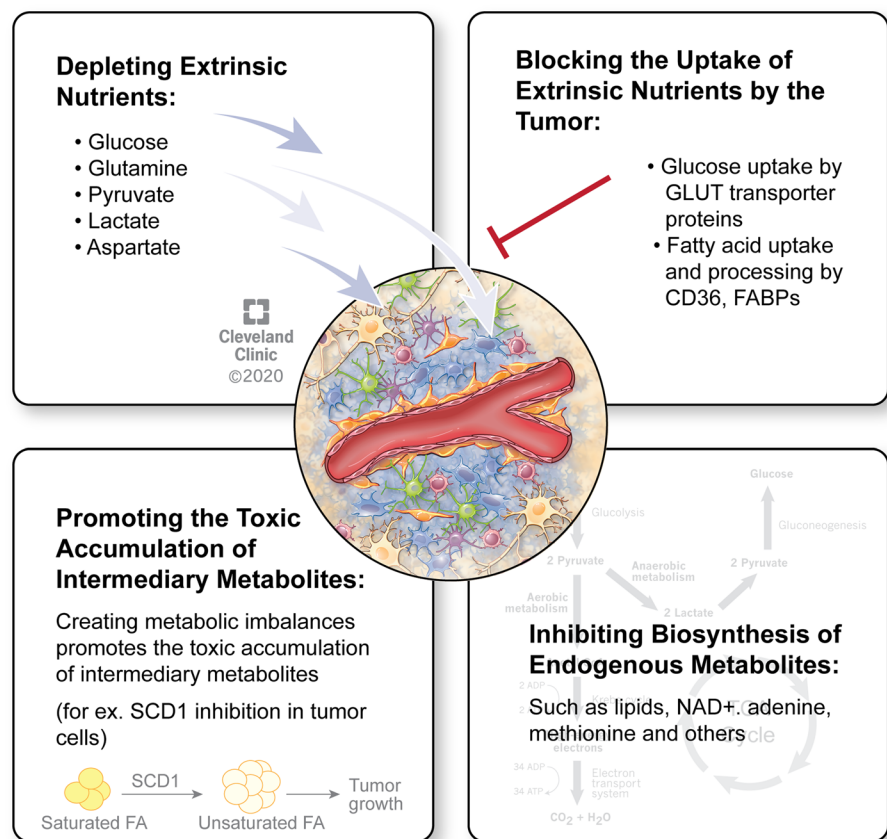 Depleting Extrinsic
Nutrients:
• Glucose
• Glutamine
• Pyruvate
• Lactate
• Aspartate
Cleveland
Clinic
©2020
Blocking the Uptake of
Extrinsic Nutrients by the
Tumor:
• Glucose uptake by
GLUT transporter
proteins
• Fatty acid uptake
and processing by
CD36, FABPs
Promoting the Toxic
Accumulation of
Intermediary Metabolites:
Creating metabolic imbalances
promotes the toxic accumulation
of intermediary metabolites
(for ex. SCD1 inhibition in tumor
cells)
SCD1
Saturated FA
Unsaturated FA
Tumor
growth
Glucose
Glycolysis
Gluconeogenesis
2 Pyruvate
Anaerobic
metabolism
2 Pyruvate
Aerobic
metabolism
2 Lactate
Inhibiting Biosynthesis of
Endogenous Metabolites:
Such as lipids, NAD+. adenine,
methionine and others
2 ADP
Cycle
electrons
34 ADP
34 ATP
Electron
transport
system
CO₂ + H₂O